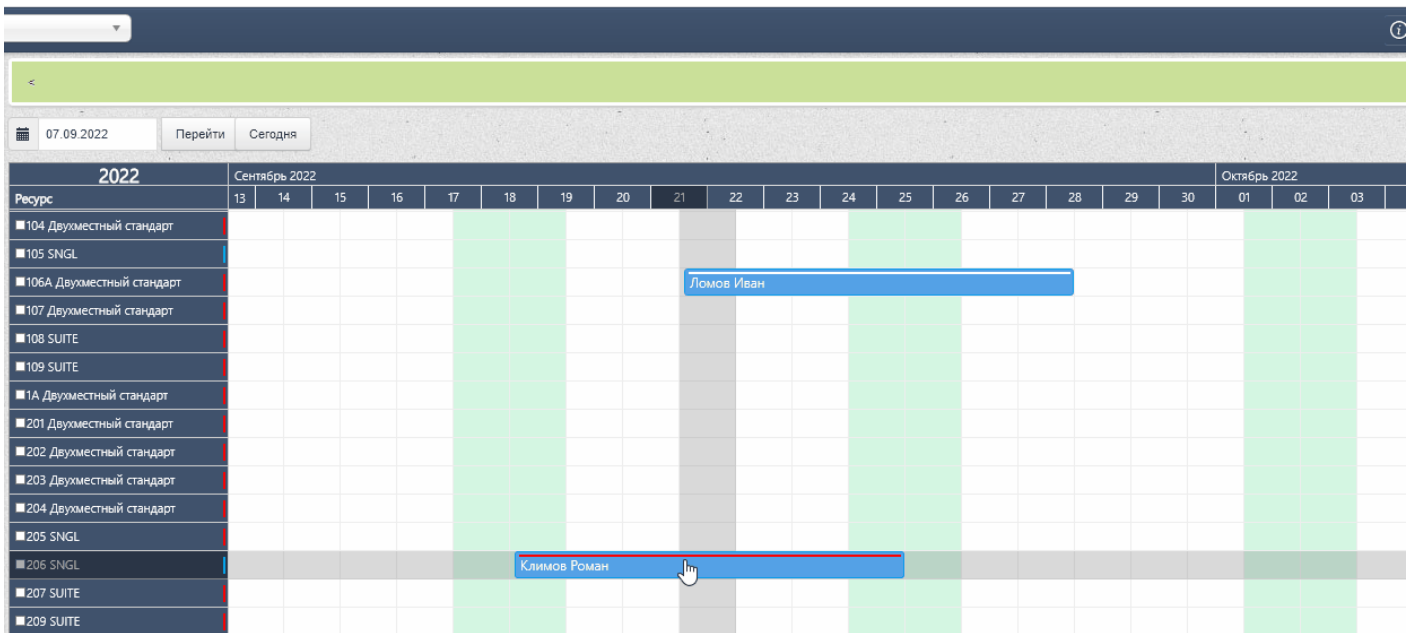 <
07.09.2022 Перейти Сегодня
2022 Сентябрь 2022 Октябрь 2022
Ресурс 13 14 15 16 17 18 19 20 21 22 23 24 25 26 27 28 29 30 01 02 03
104 Двухместный стандарт
105 SNGL
106А Двухместный стандарт Ломов Иван
107 Двухместный стандарт
108 SUITE
109 SUITE
1А Двухместный стандарт
201 Двухместный стандарт
202 Двухместный стандарт
203 Двухместный стандарт
204 Двухместный стандарт
205 SNGL
206 SNGL Климов Роман
207 SUITE
209 SUITE